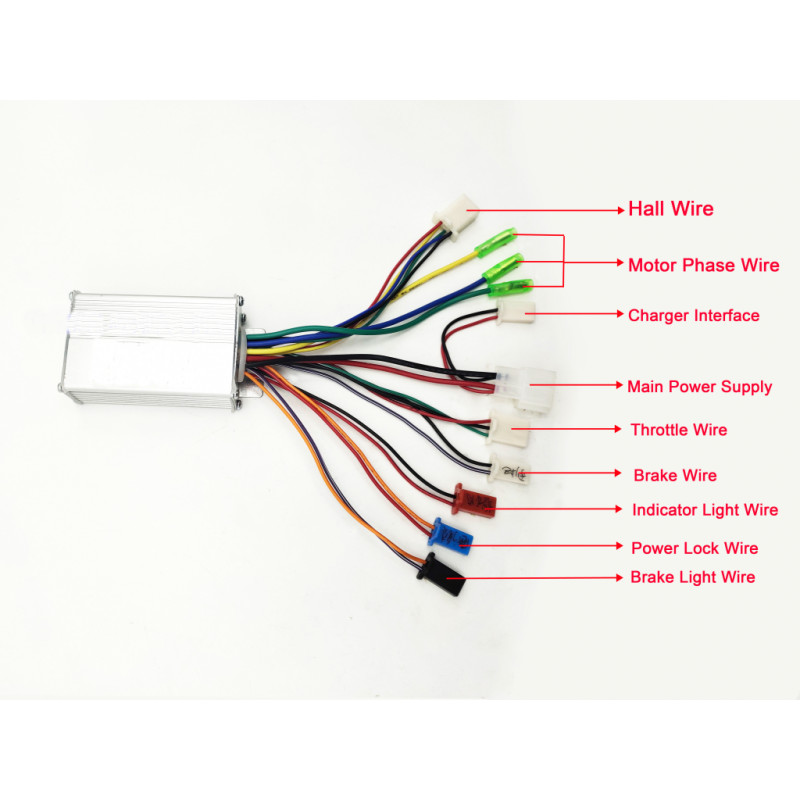 Hall Wire
Motor Phase Wire
Charger Interface
Main Power Supply
Throttle Wire
Brake Wire
Indicator Light Wire
Power Lock Wire
Brake Light Wire